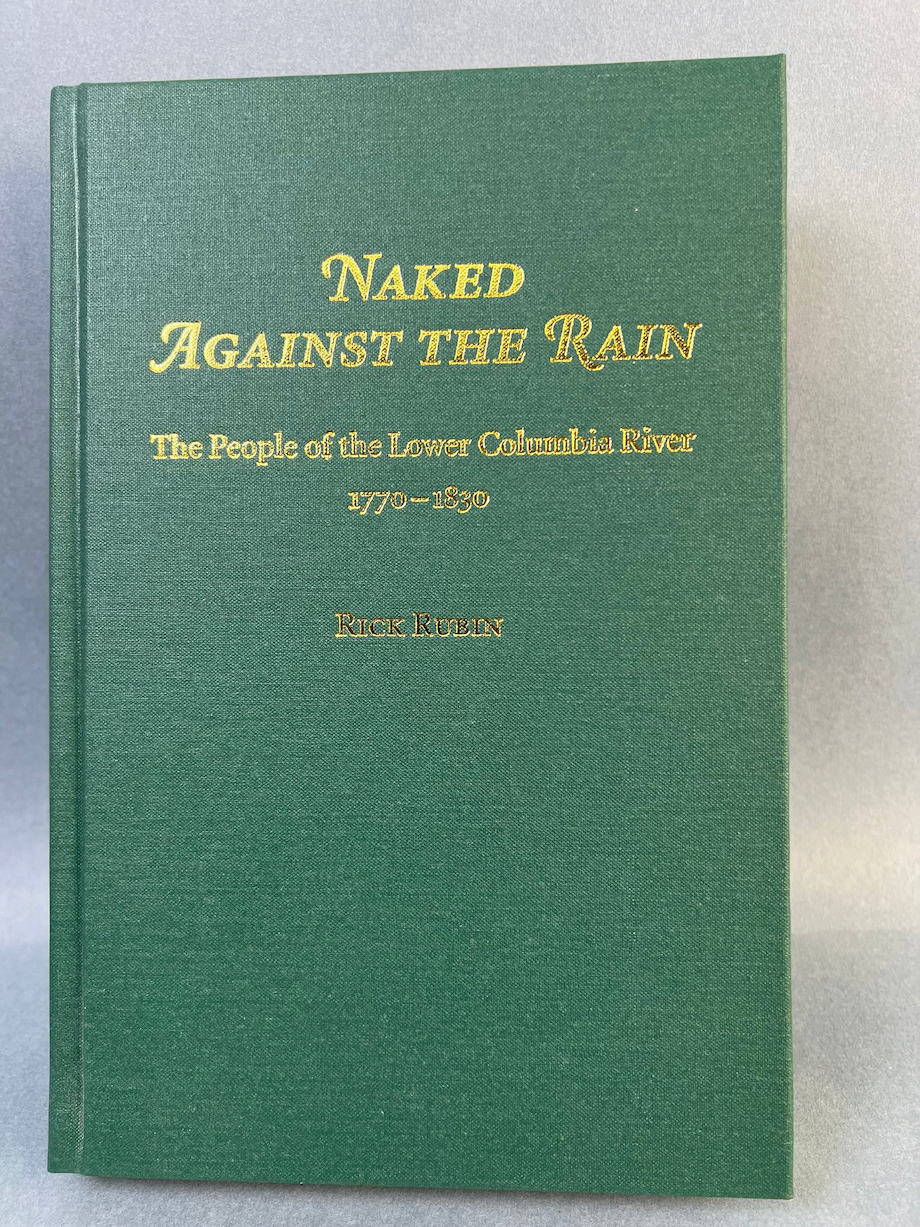 Naked
Against the Rain
The People of the Lower Columbia River
1770–1830
Rick Rubin